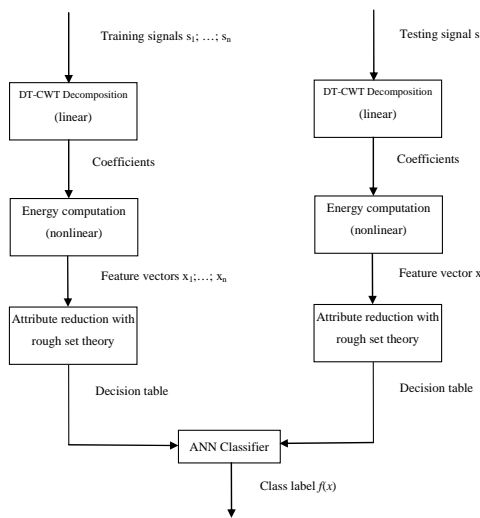 Training signals s₁; …; sₙ
DT-CWT Decomposition
(linear)
Coefficients
Energy computation
(nonlinear)
Feature vectors x₁;…; xₙ
Attribute reduction with
rough set theory
Decision table
Testing signal s
DT-CWT Decomposition
(linear)
Coefficients
Energy computation
(nonlinear)
Feature vector x
Attribute reduction with
rough set theory
Decision table
ANN Classifier
Class label f(x)